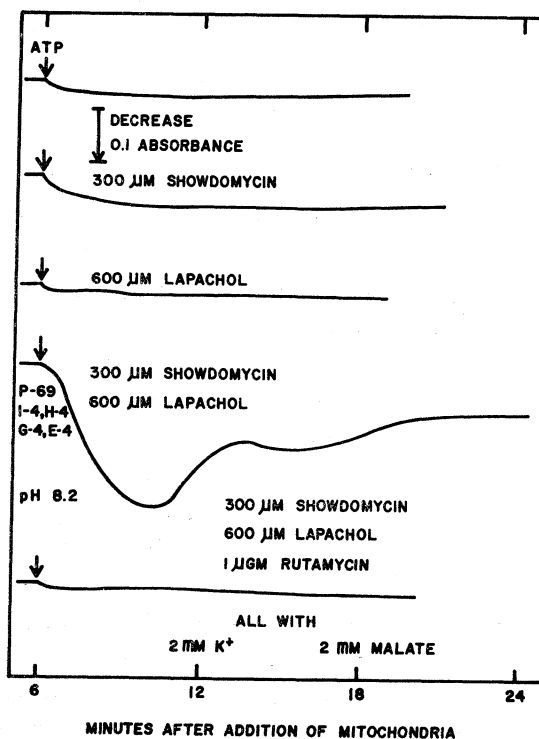 ATP
DECREASE
0.1 ABSORBANCE
300 µM SHOWDOMYCIN
600 µM LAPACHOL
300 µM SHOWDOMYCIN
600 µM LAPACHOL
P-69
I-4, H-4
G-4, E-4
pH 8.2
300 µM SHOWDOMYCIN
600 µM LAPACHOL
1 µGM RUTAMYCIN
ALL WITH
2 mM K+ 2 mM MALATE
6 12 18 24
MINUTES AFTER ADDITION OF MITOCHONDRIA